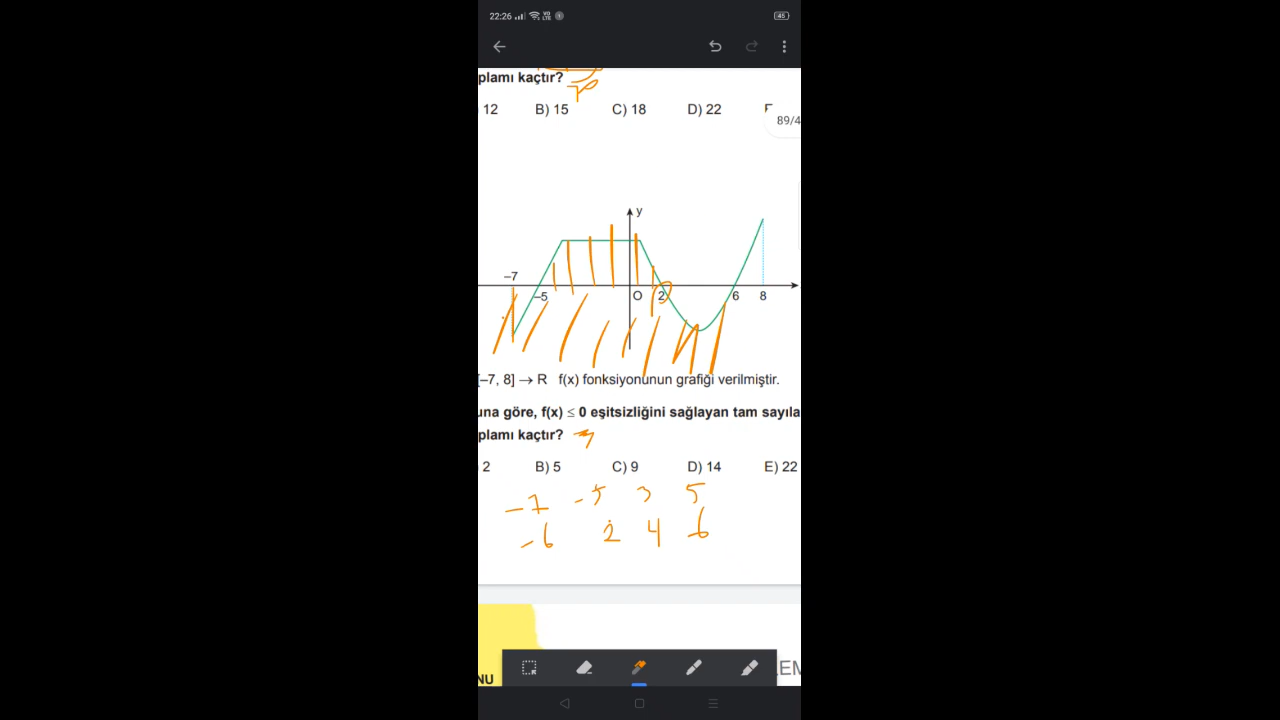 22:26
45
plamı kaçtır?
12 B) 15 C) 18 D) 22
89/4
y
–7
–5 O 2 6 8
[–7, 8] → R f(x) fonksiyonunun grafiği verilmiştir.
una göre, f(x) ≤ 0 eşitsizliğini sağlayan tam sayıla
plamı kaçtır?
2 B) 5 C) 9 D) 14 E) 22
-7 -5 3 5
-6 2 4 6
NU
EM